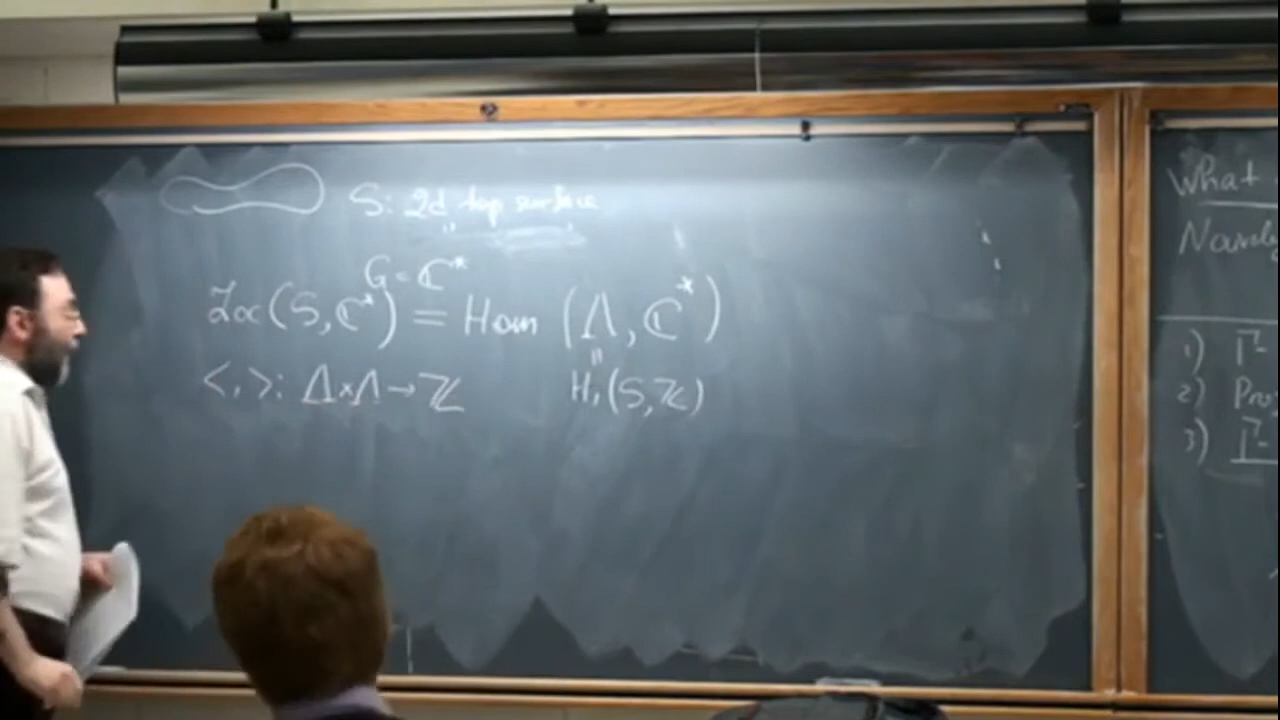 S: 2d top surface
G = ℂ*
Loc(S, ℂ*) = Hom (Λ, ℂ*)
"
<,>: Λ×Λ→ℤ H₁(S,ℤ)
What
Namely
1) Γ-
2) Pro
3) Γ-